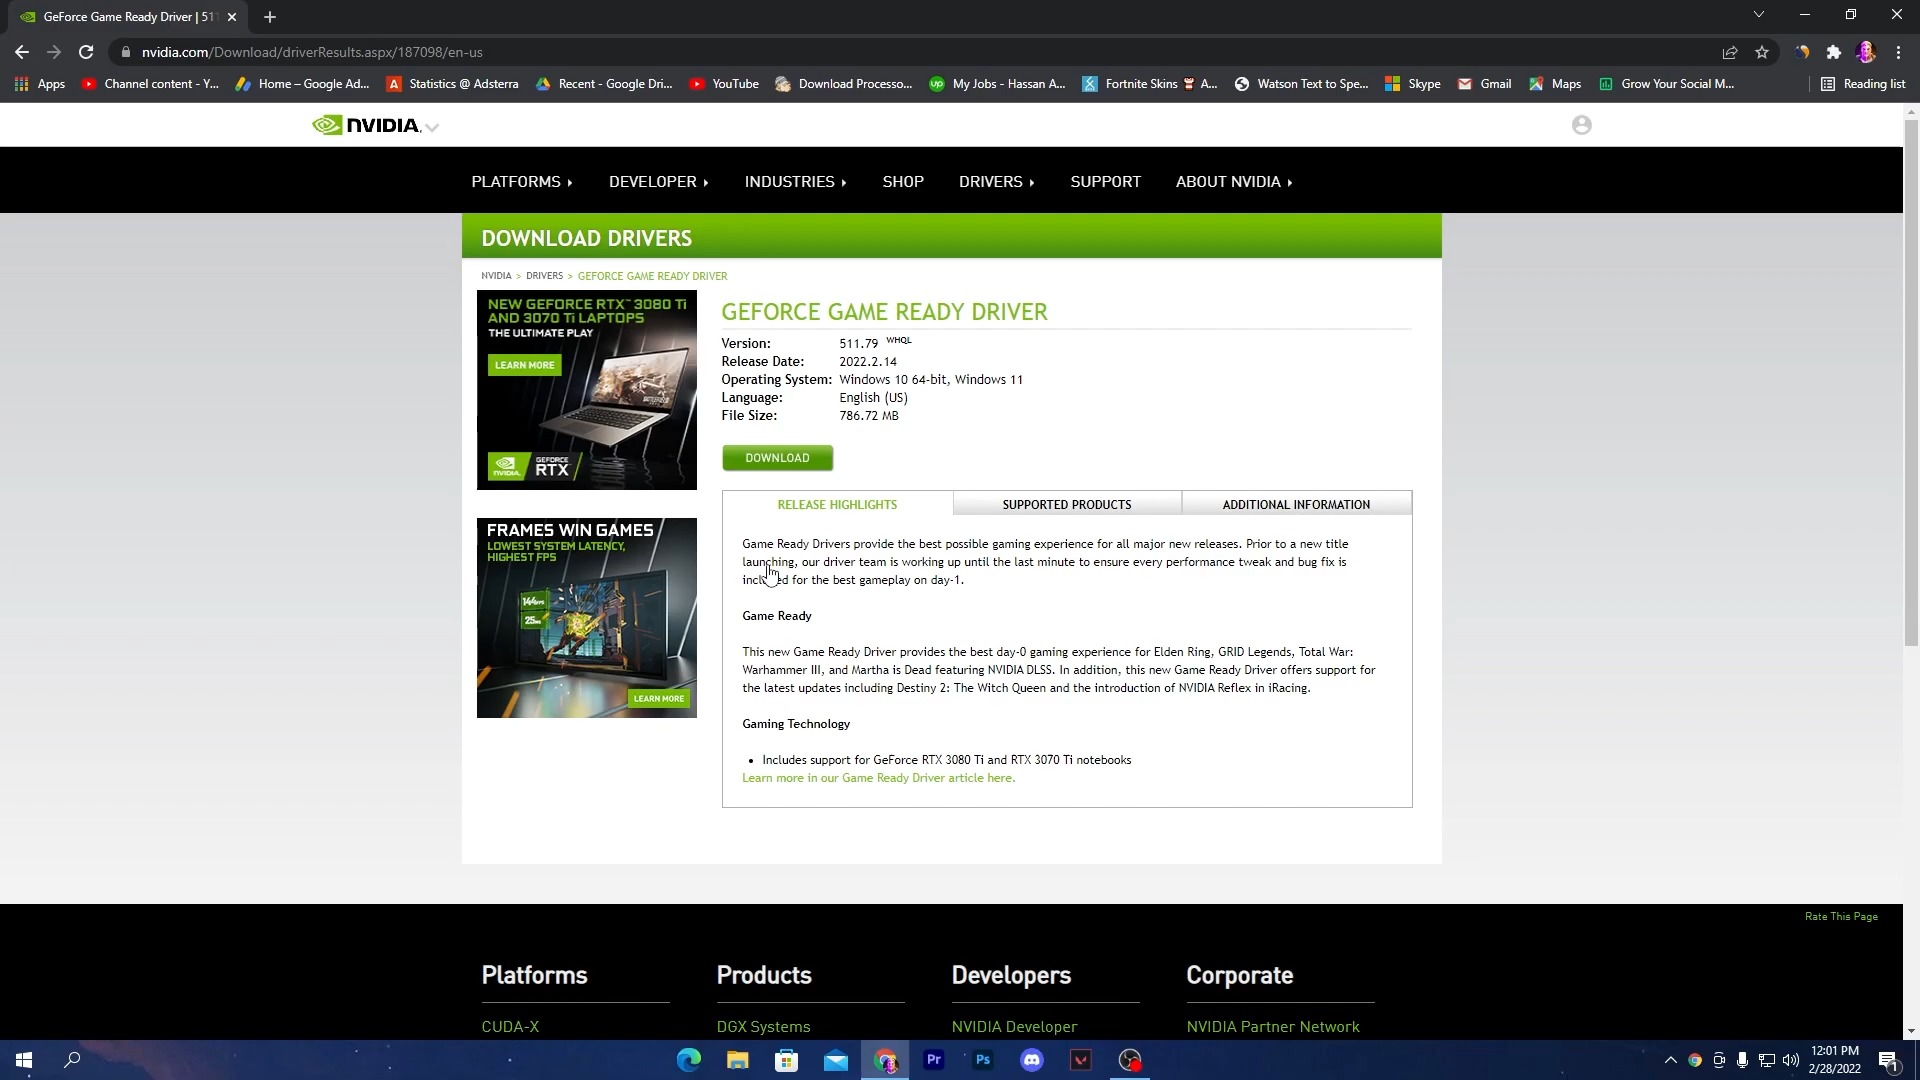 GeForce Game Ready Driver | 511
nvidia.com/Download/driverResults.aspx/187098/en-us
Apps
Channel content - Y...
Home – Google Ad...
Statistics @ Adsterra
Recent - Google Dri...
YouTube
Download Processo...
My Jobs - Hassan A...
Fortnite Skins A...
Watson Text to Spe...
Skype
Gmail
Maps
Grow Your Social M...
Reading list
NVIDIA.
PLATFORMS
DEVELOPER
INDUSTRIES
SHOP
DRIVERS
SUPPORT
ABOUT NVIDIA
DOWNLOAD DRIVERS
NVIDIA > DRIVERS > GEFORCE GAME READY DRIVER
NEW GEFORCE RTX™ 3080 Ti
AND 3070 Ti LAPTOPS
THE ULTIMATE PLAY
LEARN MORE
NVIDIA. GEFORCE RTX
FRAMES WIN GAMES
LOWEST SYSTEM LATENCY,
HIGHEST FPS
144FPS
25ms
LEARN MORE
GEFORCE GAME READY DRIVER
Version: 511.79 WHQL
Release Date: 2022.2.14
Operating System: Windows 10 64-bit, Windows 11
Language: English (US)
File Size: 786.72 MB
DOWNLOAD
RELEASE HIGHLIGHTS
SUPPORTED PRODUCTS
ADDITIONAL INFORMATION
Game Ready Drivers provide the best possible gaming experience for all major new releases. Prior to a new title
launching, our driver team is working up until the last minute to ensure every performance tweak and bug fix is
included for the best gameplay on day-1.
Game Ready
This new Game Ready Driver provides the best day-0 gaming experience for Elden Ring, GRID Legends, Total War:
Warhammer III, and Martha is Dead featuring NVIDIA DLSS. In addition, this new Game Ready Driver offers support for
the latest updates including Destiny 2: The Witch Queen and the introduction of NVIDIA Reflex in iRacing.
Gaming Technology
• Includes support for GeForce RTX 3080 Ti and RTX 3070 Ti notebooks
Learn more in our Game Ready Driver article here.
Rate This Page
Platforms
Products
Developers
Corporate
CUDA-X
DGX Systems
NVIDIA Developer
NVIDIA Partner Network
Pr
Ps
12:01 PM
2/28/2022
1